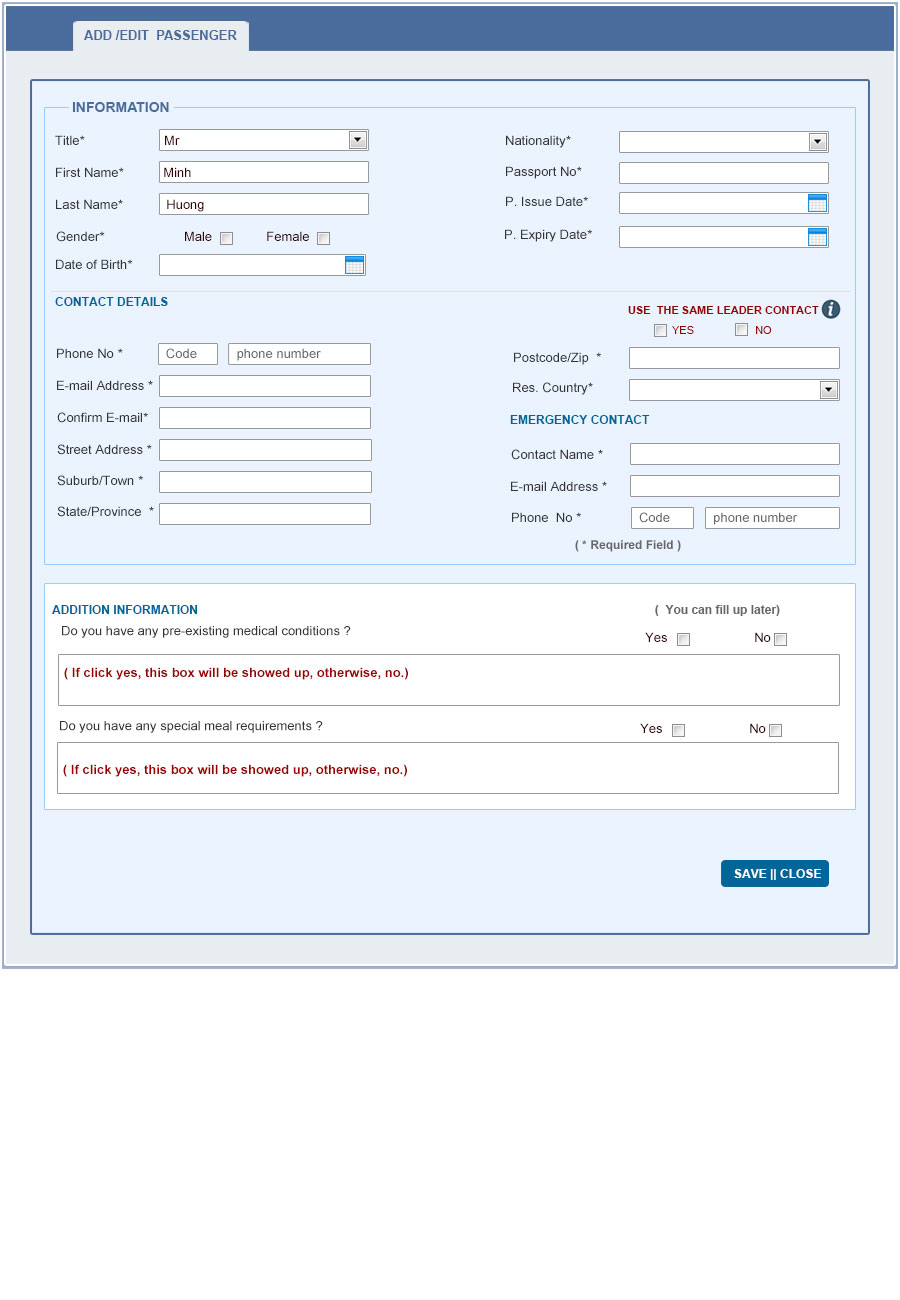 ADD /EDIT  PASSENGER
INFORMATION
Title*
Mr
First Name*
Minh
Last Name*
Huong
Gender*
Male
Female
Date of Birth*
Nationality*
Passport No*
P. Issue Date*
P. Expiry Date*
CONTACT DETAILS
USE  THE SAME LEADER CONTACT i
YES
NO
Phone No *
Code
phone number
E-mail Address *
Confirm E-mail*
Street Address *
Suburb/Town *
State/Province  *
Postcode/Zip  *
Res. Country*
EMERGENCY CONTACT
Contact Name *
E-mail Address *
Phone  No *
Code
phone number
( * Required Field )
ADDITION INFORMATION
(  You can fill up later)
Do you have any pre-existing medical conditions ?
Yes
No
( If click yes, this box will be showed up, otherwise, no.)
Do you have any special meal requirements ?
Yes
No
( If click yes, this box will be showed up, otherwise, no.)
SAVE || CLOSE